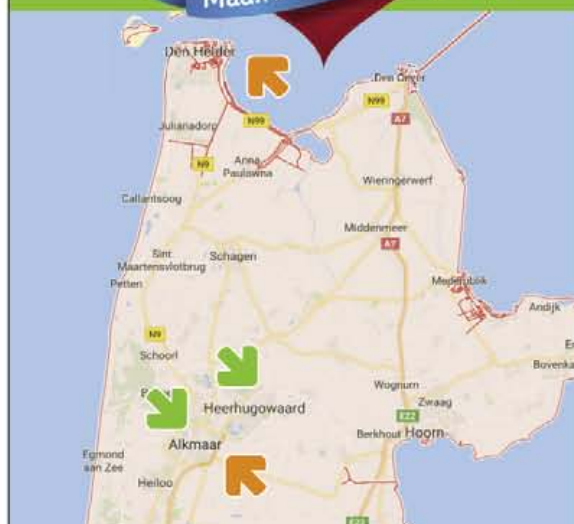 Den Helder
Den Oever
N99
Julianadorp
N99
A7
N9
Anna
Paulowna
Wieringerwerf
Callantsoog
Middenmeer
A7
Sint
Maartensvlotbrug
Schagen
Petten
Medemblik
Andijk
N9
Schoorl
Wognum
Zwaag
Heerhugowaard
E22
Berkhout
Hoorn
Alkmaar
Egmond
aan Zee
Heiloo
E22